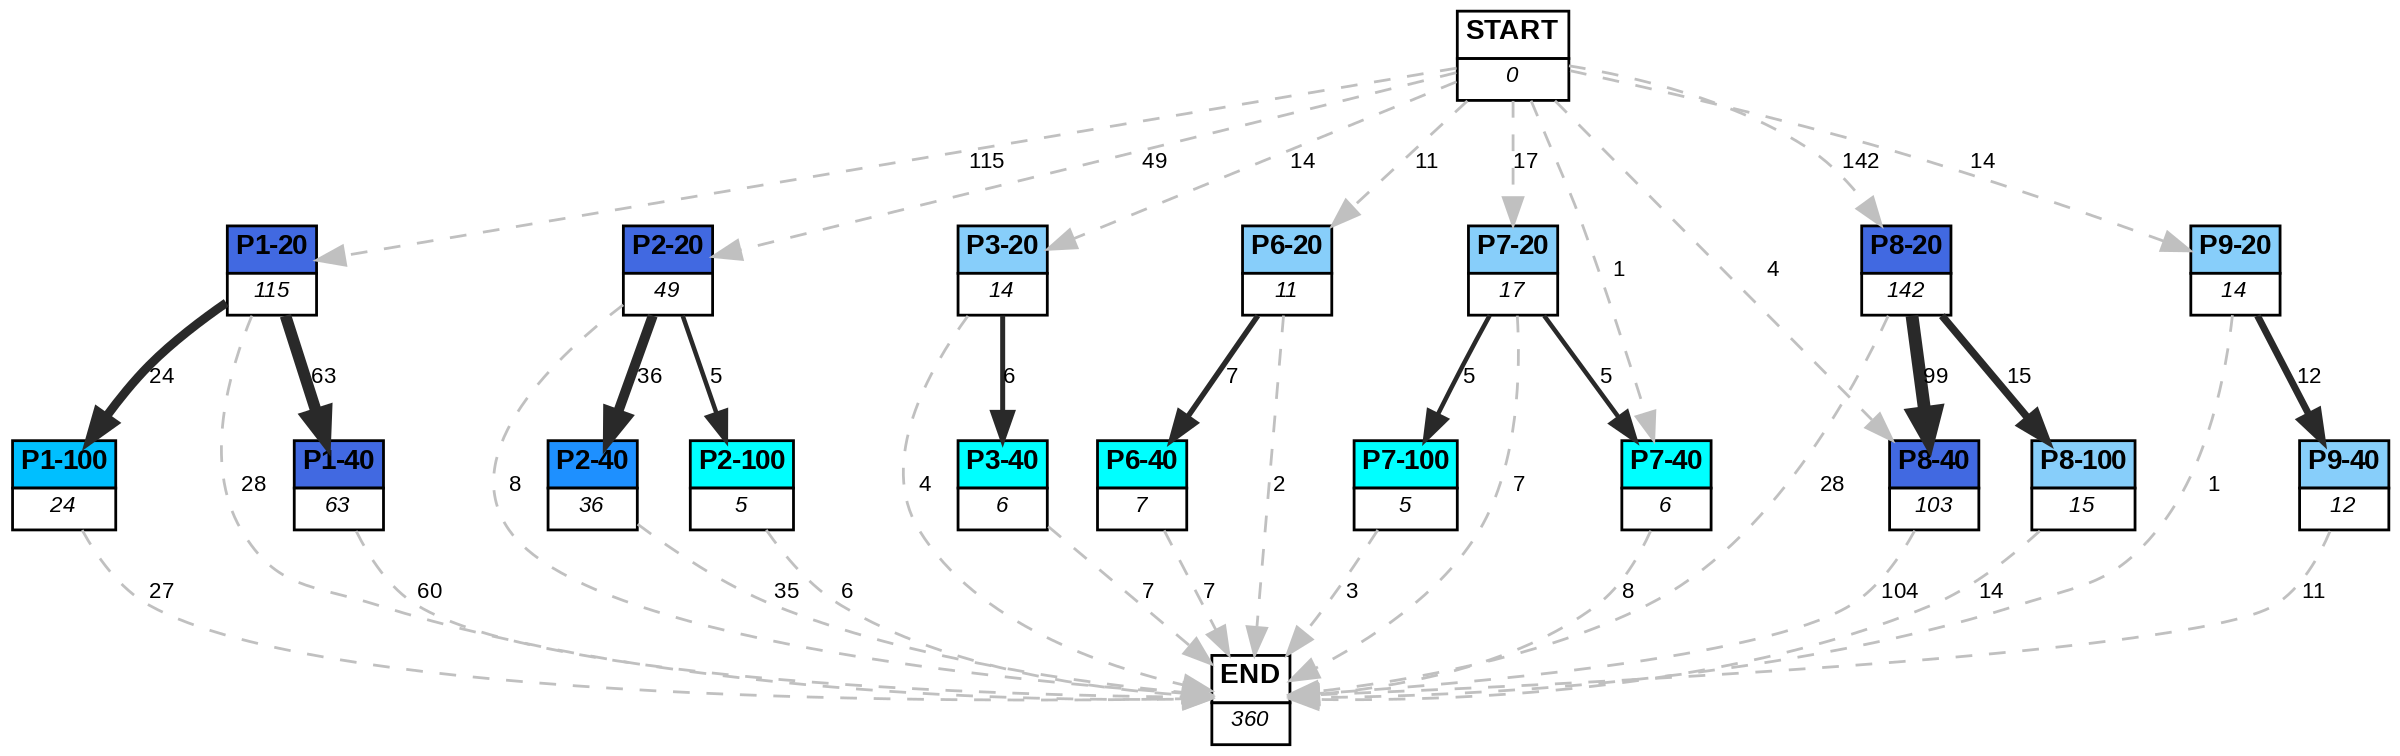 START
0
115
49
14
11
17
142
14
1
4
P1-20
115
P2-20
49
P3-20
14
P6-20
11
P7-20
17
P8-20
142
P9-20
14
24
63
36
5
6
7
5
5
99
15
12
28
8
4
2
7
28
1
P1-100
24
P1-40
63
P2-40
36
P2-100
5
P3-40
6
P6-40
7
P7-100
5
P7-40
6
P8-40
103
P8-100
15
P9-40
12
27
60
35
6
7
7
3
8
104
14
11
END
360